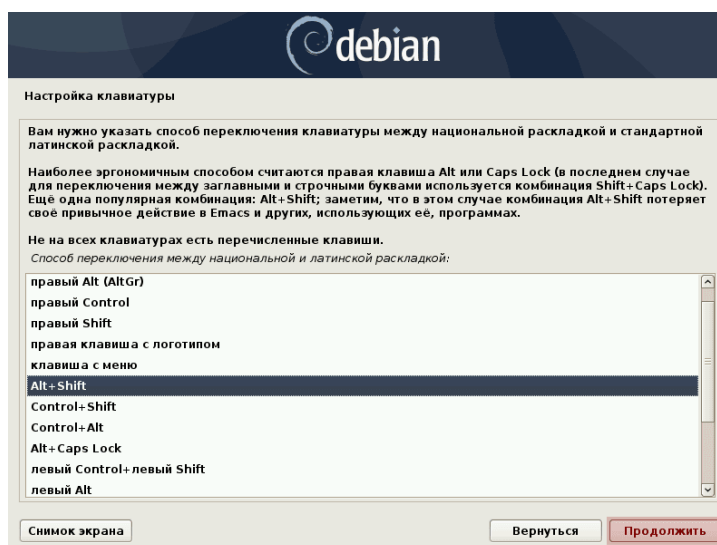 debian
Настройка клавиатуры
Вам нужно указать способ переключения клавиатуры между национальной раскладкой и стандартной
латинской раскладкой.
Наиболее эргономичным способом считаются правая клавиша Alt или Caps Lock (в последнем случае
для переключения между заглавными и строчными буквами используется комбинация Shift+Caps Lock).
Ещё одна популярная комбинация: Alt+Shift; заметим, что в этом случае комбинация Alt+Shift потеряет
своё привычное действие в Emacs и других, использующих её, программах.
Не на всех клавиатурах есть перечисленные клавиши.
Способ переключения между национальной и латинской раскладкой:
правый Alt (AltGr)
правый Control
правый Shift
правая клавиша с логотипом
клавиша с меню
Alt+Shift
Control+Shift
Control+Alt
Alt+Caps Lock
левый Control+левый Shift
левый Alt
Снимок экрана
Вернуться
Продолжить